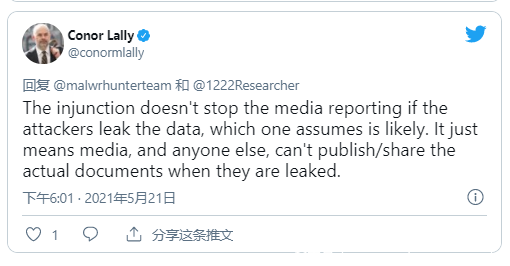 Conor Lally
@conormlally
回复 @malwrhunterteam 和 @1222Researcher
The injunction doesn't stop the media reporting if the
attackers leak the data, which one assumes is likely. It just
means media, and anyone else, can't publish/share the
actual documents when they are leaked.
下午6:01 · 2021年5月21日
1 分享这条推文